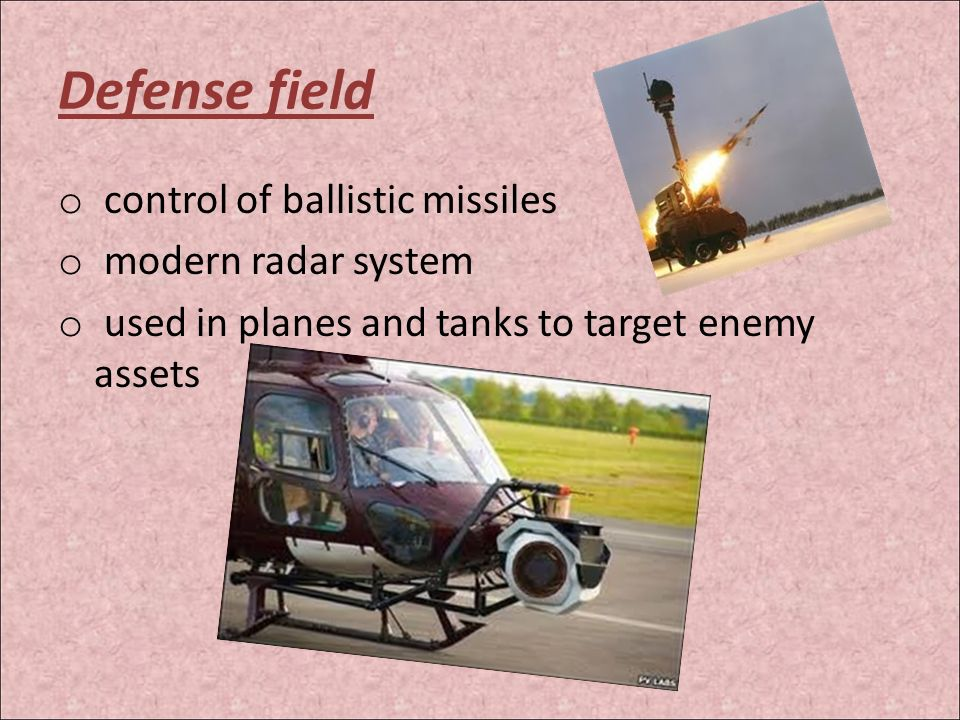 Defense field
o control of ballistic missiles
o modern radar system
o used in planes and tanks to target enemy
assets
PV LABS